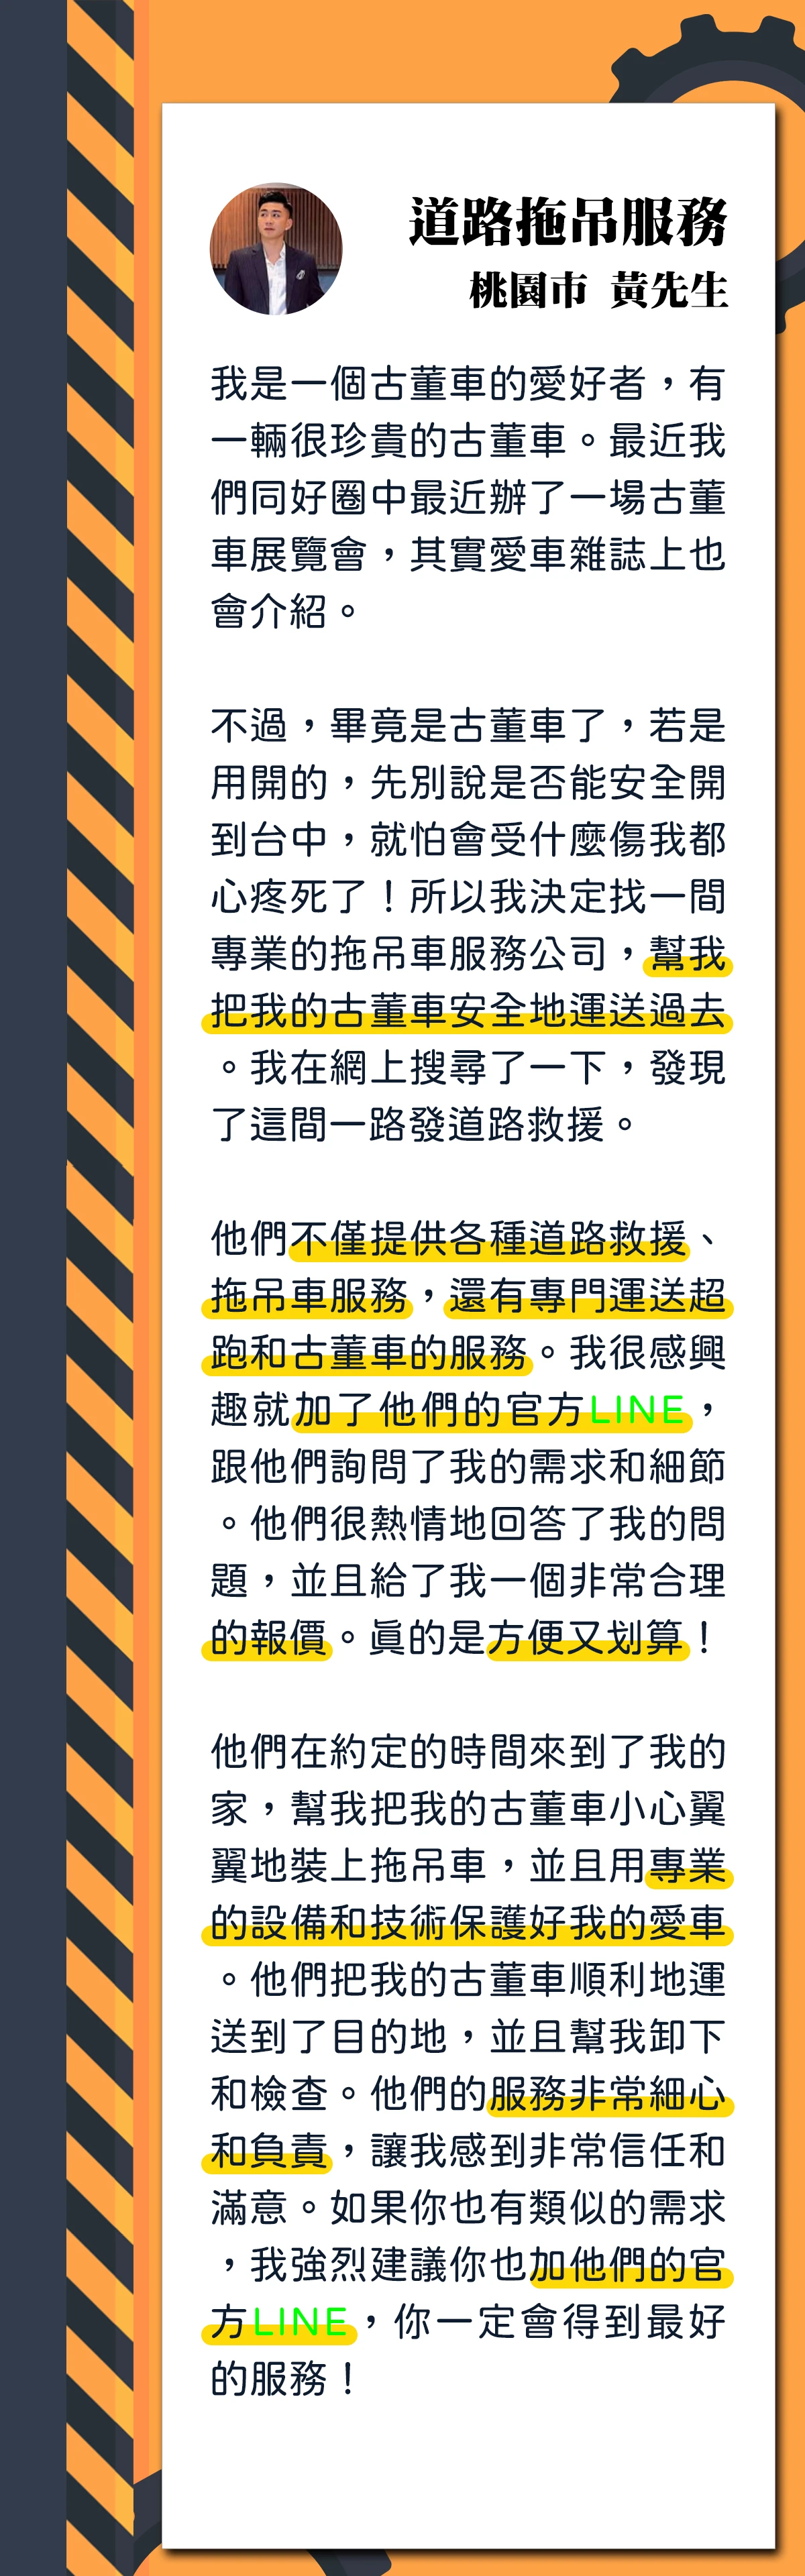 道路拖吊服務
桃園市 黃先生
我是一個古董車的愛好者，有
一輛很珍貴的古董車。最近我
們同好圈中最近辦了一場古董
車展覽會，其實愛車雜誌上也
會介紹。
不過，畢竟是古董車了，若是
用開的，先別說是否能安全開
到台中，就怕會受什麼傷我都
心疼死了！所以我決定找一間
專業的拖吊車服務公司，幫我
把我的古董車安全地運送過去
。我在網上搜尋了一下，發現
了這間一路發道路救援。
他們不僅提供各種道路救援、
拖吊車服務，還有專門運送超
跑和古董車的服務。我很感興
趣就加了他們的官方LINE，
跟他們詢問了我的需求和細節
。他們很熱情地回答了我的問
題，並且給了我一個非常合理
的報價。真的是方便又划算！
他們在約定的時間來到了我的
家，幫我把我的古董車小心翼
翼地裝上拖吊車，並且用專業
的設備和技術保護好我的愛車
。他們把我的古董車順利地運
送到了目的地，並且幫我卸下
和檢查。他們的服務非常細心
和負責，讓我感到非常信任和
滿意。如果你也有類似的需求
，我強烈建議你也加他們的官
方LINE，你一定會得到最好
的服務！